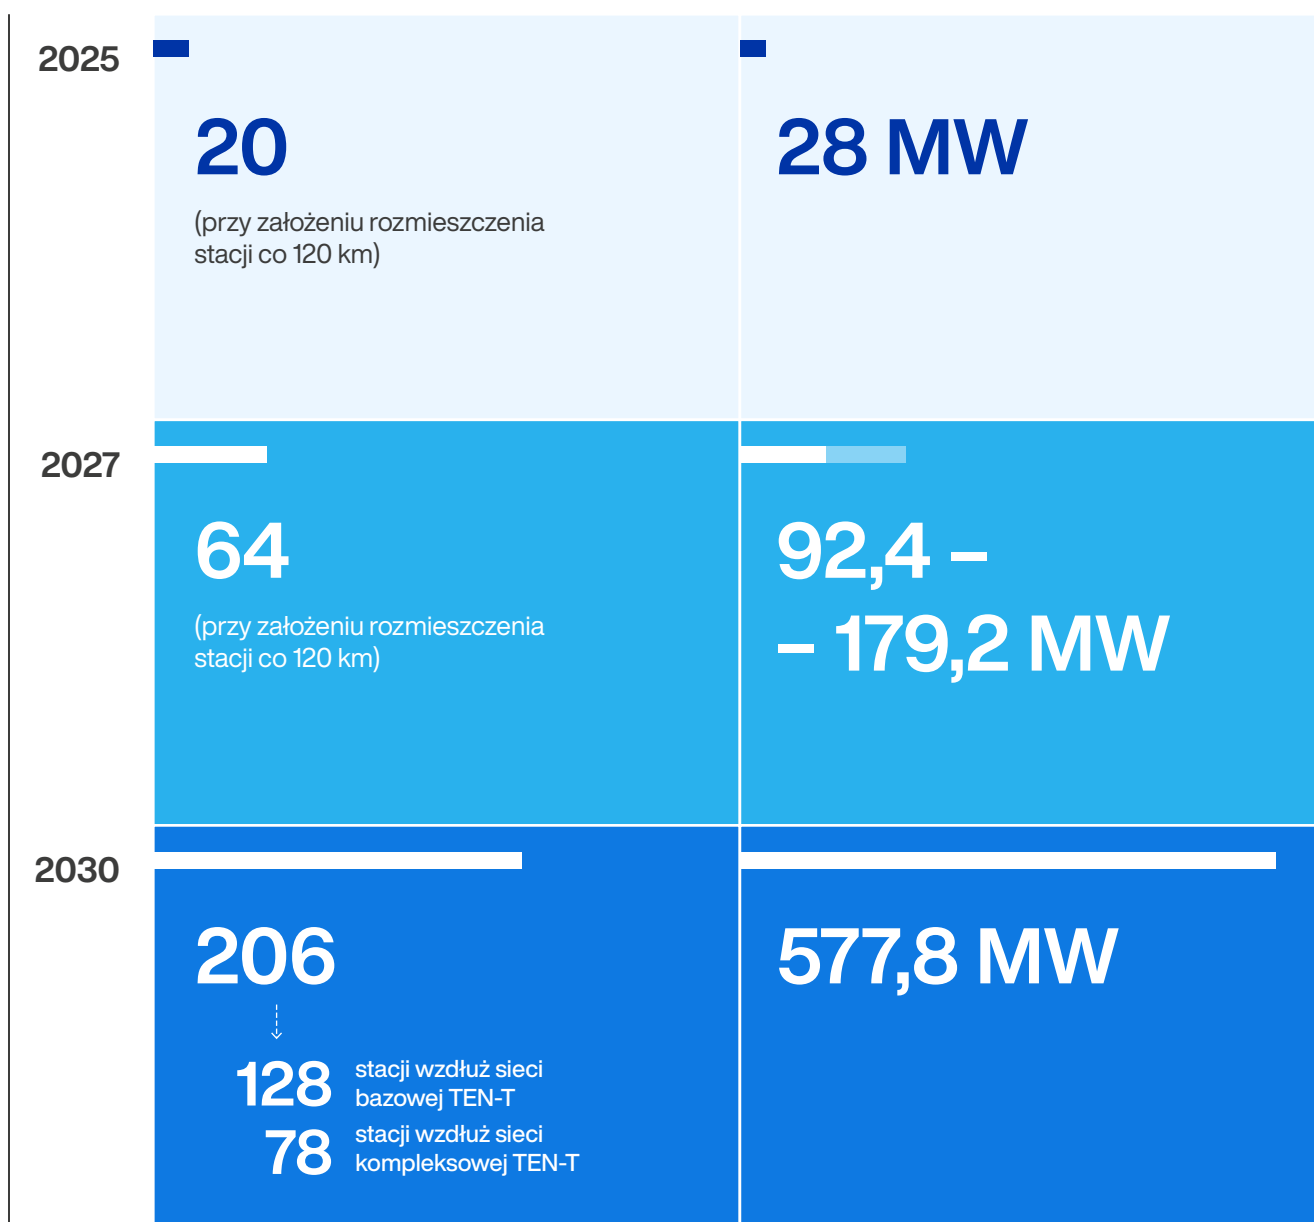 2025
20
(przy założeniu rozmieszczenia
stacji co 120 km)
28 MW
2027
64
(przy założeniu rozmieszczenia
stacji co 120 km)
92,4 –
– 179,2 MW
2030
206
128
stacji wzdłuż sieci
bazowej TEN-T
78
stacji wzdłuż sieci
kompleksowej TEN-T
577,8 MW